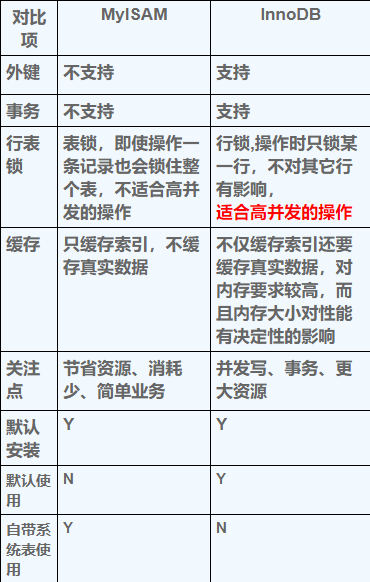 对比 MyISAM InnoDB
项
外键 不支持 支持
事务 不支持 支持
行表 表锁，即使操作一 行锁,操作时只锁某
锁 条记录也会锁住整 一行，不对其它行
个表，不适合高并 有影响，
发的操作 适合高并发的操作
缓存 只缓存索引，不缓 不仅缓存索引还要
存真实数据 缓存真实数据，对
内存要求较高，而
且内存大小对性能
有决定性的影响
关注 节省资源、消耗 并发写、事务、更
点 少、简单业务 大资源
默认 Y Y
安装
默认使 N Y
用
自带系 Y N
统表使
用